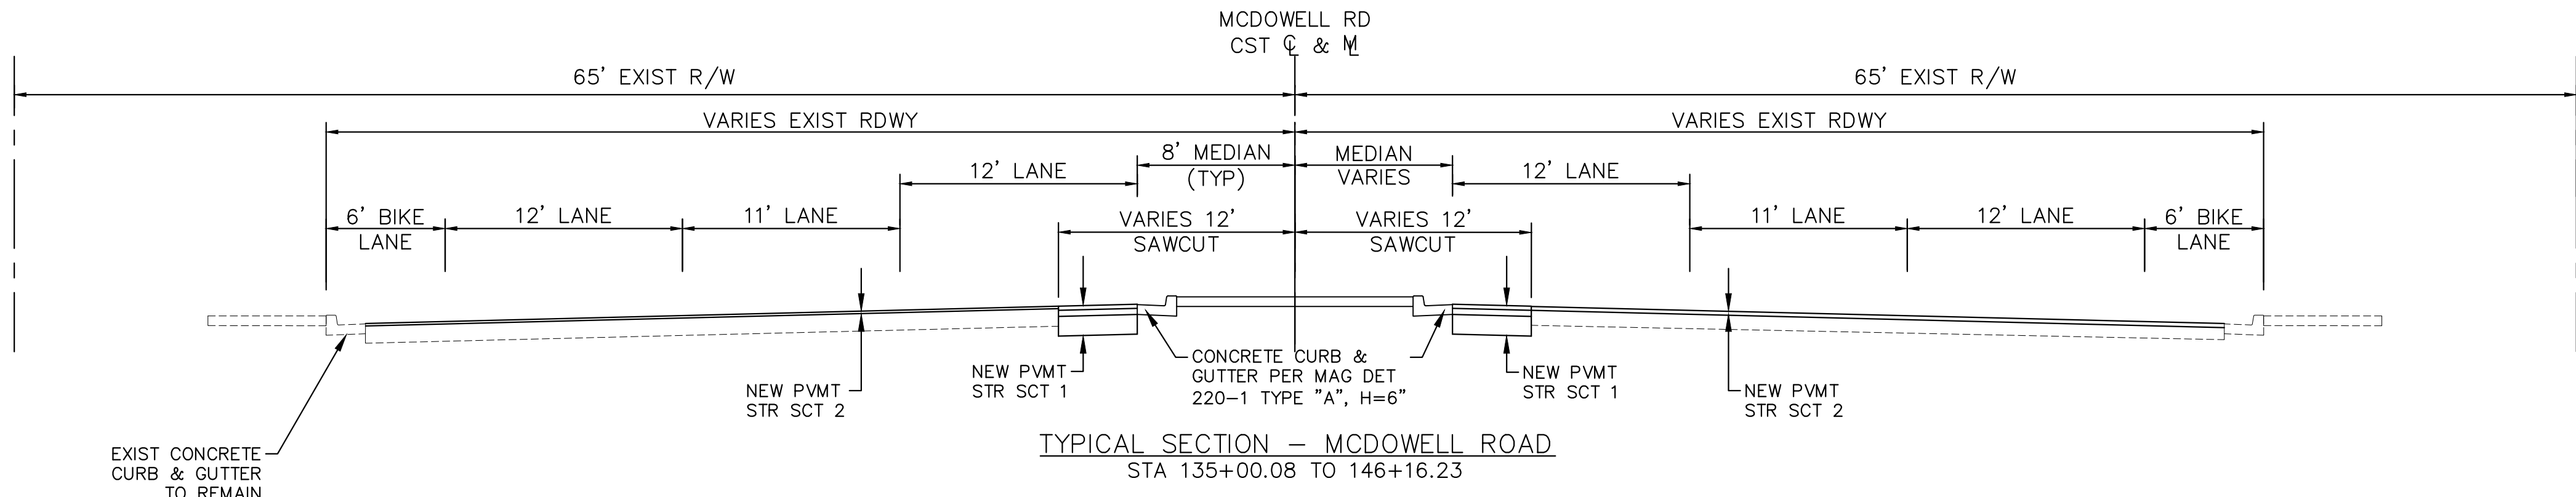 MCDOWELL RD
CST ℄ & M̲L
65' EXIST R/W
65' EXIST R/W
VARIES EXIST RDWY
VARIES EXIST RDWY
8' MEDIAN
(TYP)
MEDIAN
VARIES
12' LANE
12' LANE
6' BIKE
LANE
12' LANE
11' LANE
VARIES 12'
SAWCUT
VARIES 12'
SAWCUT
11' LANE
12' LANE
6' BIKE
LANE
NEW PVMT
STR SCT 2
NEW PVMT
STR SCT 1
CONCRETE CURB &
GUTTER PER MAG DET
220-1 TYPE "A", H=6"
NEW PVMT
STR SCT 1
NEW PVMT
STR SCT 2
EXIST CONCRETE
CURB & GUTTER
TO REMAIN
TYPICAL SECTION - MCDOWELL ROAD
STA 135+00.08 TO 146+16.23